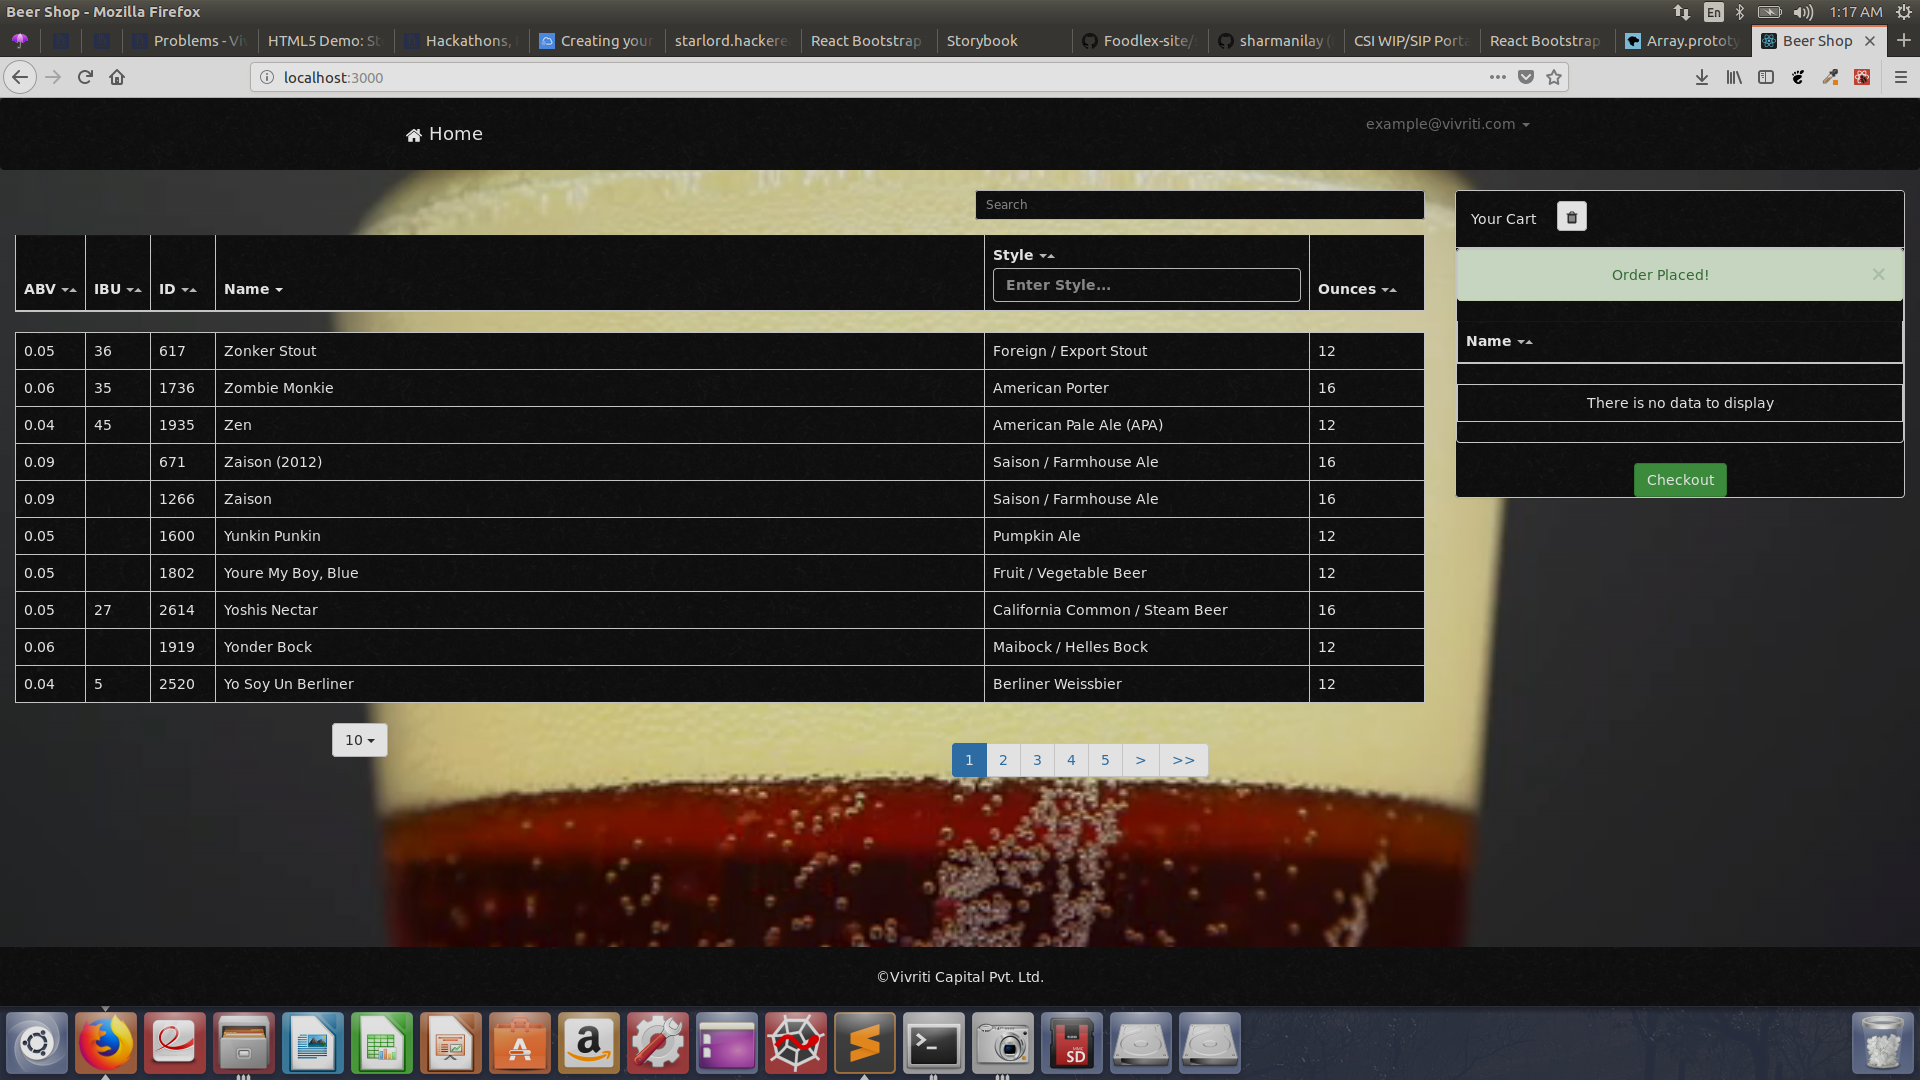 Beer Shop - Mozilla Firefox
En
1:17 AM
Problems - Viv
HTML5 Demo: St
Hackathons,
Creating your
starlord.hackere
React Bootstrap
Storybook
Foodlex-site/
sharmanilay (
CSI WIP/SIP Porta
React Bootstrap
Array.prototy
Beer Shop
localhost:3000
Home
example@vivriti.com
Search
Your Cart
Order Placed!
×
ABV
IBU
ID
Name
Style
Enter Style...
Ounces
Name
There is no data to display
Checkout
0.05 36 617 Zonker Stout Foreign / Export Stout 12
0.06 35 1736 Zombie Monkie American Porter 16
0.04 45 1935 Zen American Pale Ale (APA) 12
0.09 671 Zaison (2012) Saison / Farmhouse Ale 16
0.09 1266 Zaison Saison / Farmhouse Ale 16
0.05 1600 Yunkin Punkin Pumpkin Ale 12
0.05 1802 Youre My Boy, Blue Fruit / Vegetable Beer 12
0.05 27 2614 Yoshis Nectar California Common / Steam Beer 16
0.06 1919 Yonder Bock Maibock / Helles Bock 12
0.04 5 2520 Yo Soy Un Berliner Berliner Weissbier 12
10
1 2 3 4 5 > >>
©Vivriti Capital Pvt. Ltd.
SD